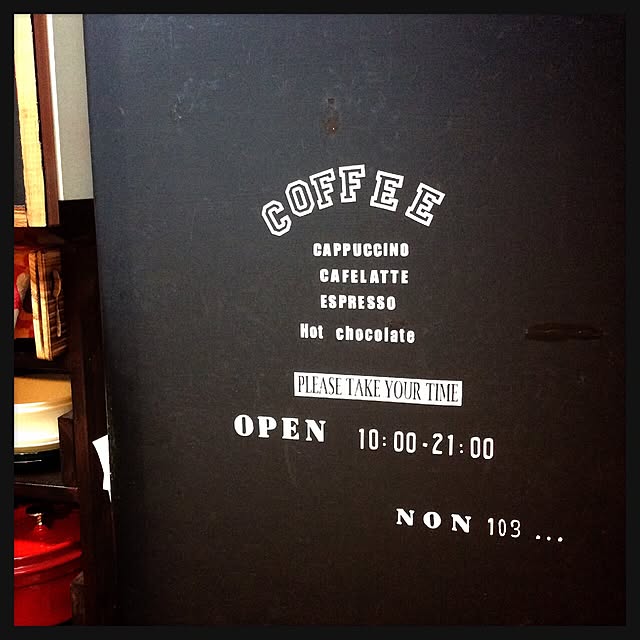 COFFEE
CAPPUCCINO
CAFELATTE
ESPRESSO
Hot chocolate
PLEASE TAKE YOUR TIME
OPEN 10:00-21:00
NON 103 ...